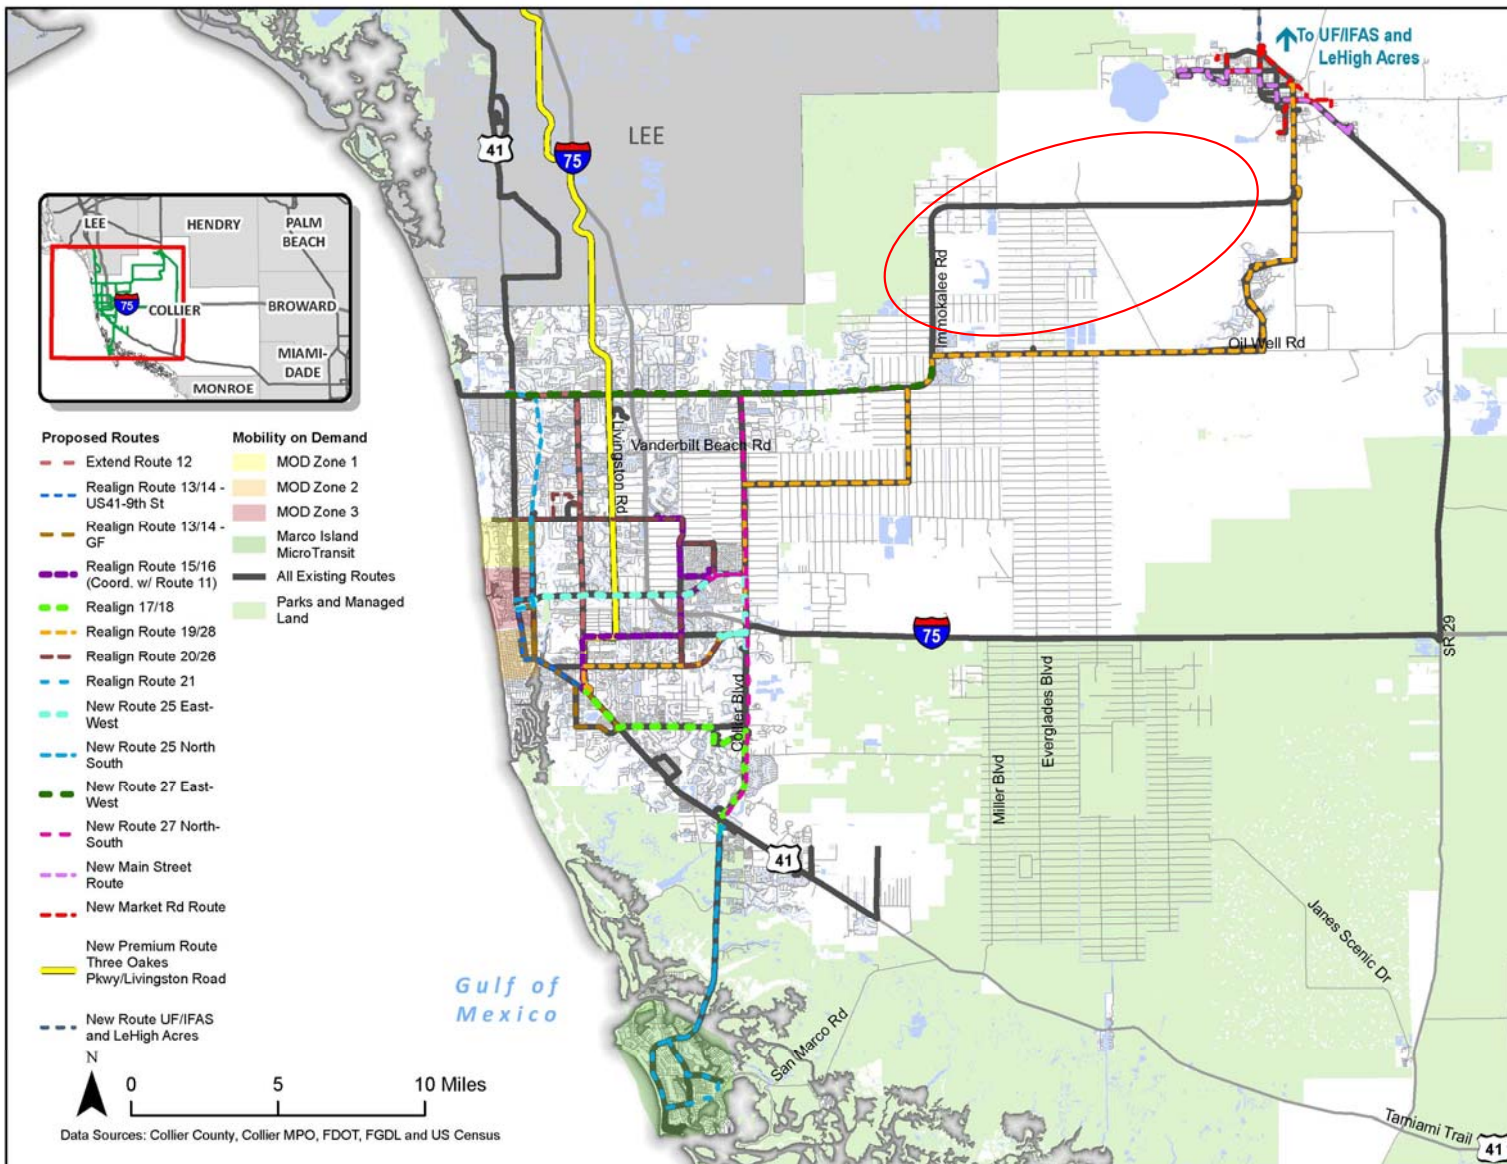 To UF/IFAS and
LeHigh Acres
LEE
41
75
LEE
HENDRY
PALM
BEACH
75
COLLIER
BROWARD
MIAMI-
DADE
MONROE
Immokalee Rd
Oil Well Rd
Livingston Rd
Vanderbilt Beach Rd
Proposed Routes
Extend Route 12
Realign Route 13/14 -
US41-9th St
Realign Route 13/14 -
GF
Realign Route 15/16
(Coord. w/ Route 11)
Realign 17/18
Realign Route 19/28
Realign Route 20/26
Realign Route 21
New Route 25 East-
West
New Route 25 North
South
New Route 27 East-
West
New Route 27 North-
South
New Main Street
Route
New Market Rd Route
New Premium Route
Three Oakes
Pkwy/Livingston Road
New Route UF/IFAS
and LeHigh Acres
Mobility on Demand
MOD Zone 1
MOD Zone 2
MOD Zone 3
Marco Island
MicroTransit
All Existing Routes
Parks and Managed
Land
75
SR 29
Collier Blvd
Everglades Blvd
Miller Blvd
41
Janes Scenic Dr
Gulf of
Mexico
San Marco Rd
Tamiami Trail
41
N
0 5 10 Miles
Data Sources: Collier County, Collier MPO, FDOT, FGDL and US Census